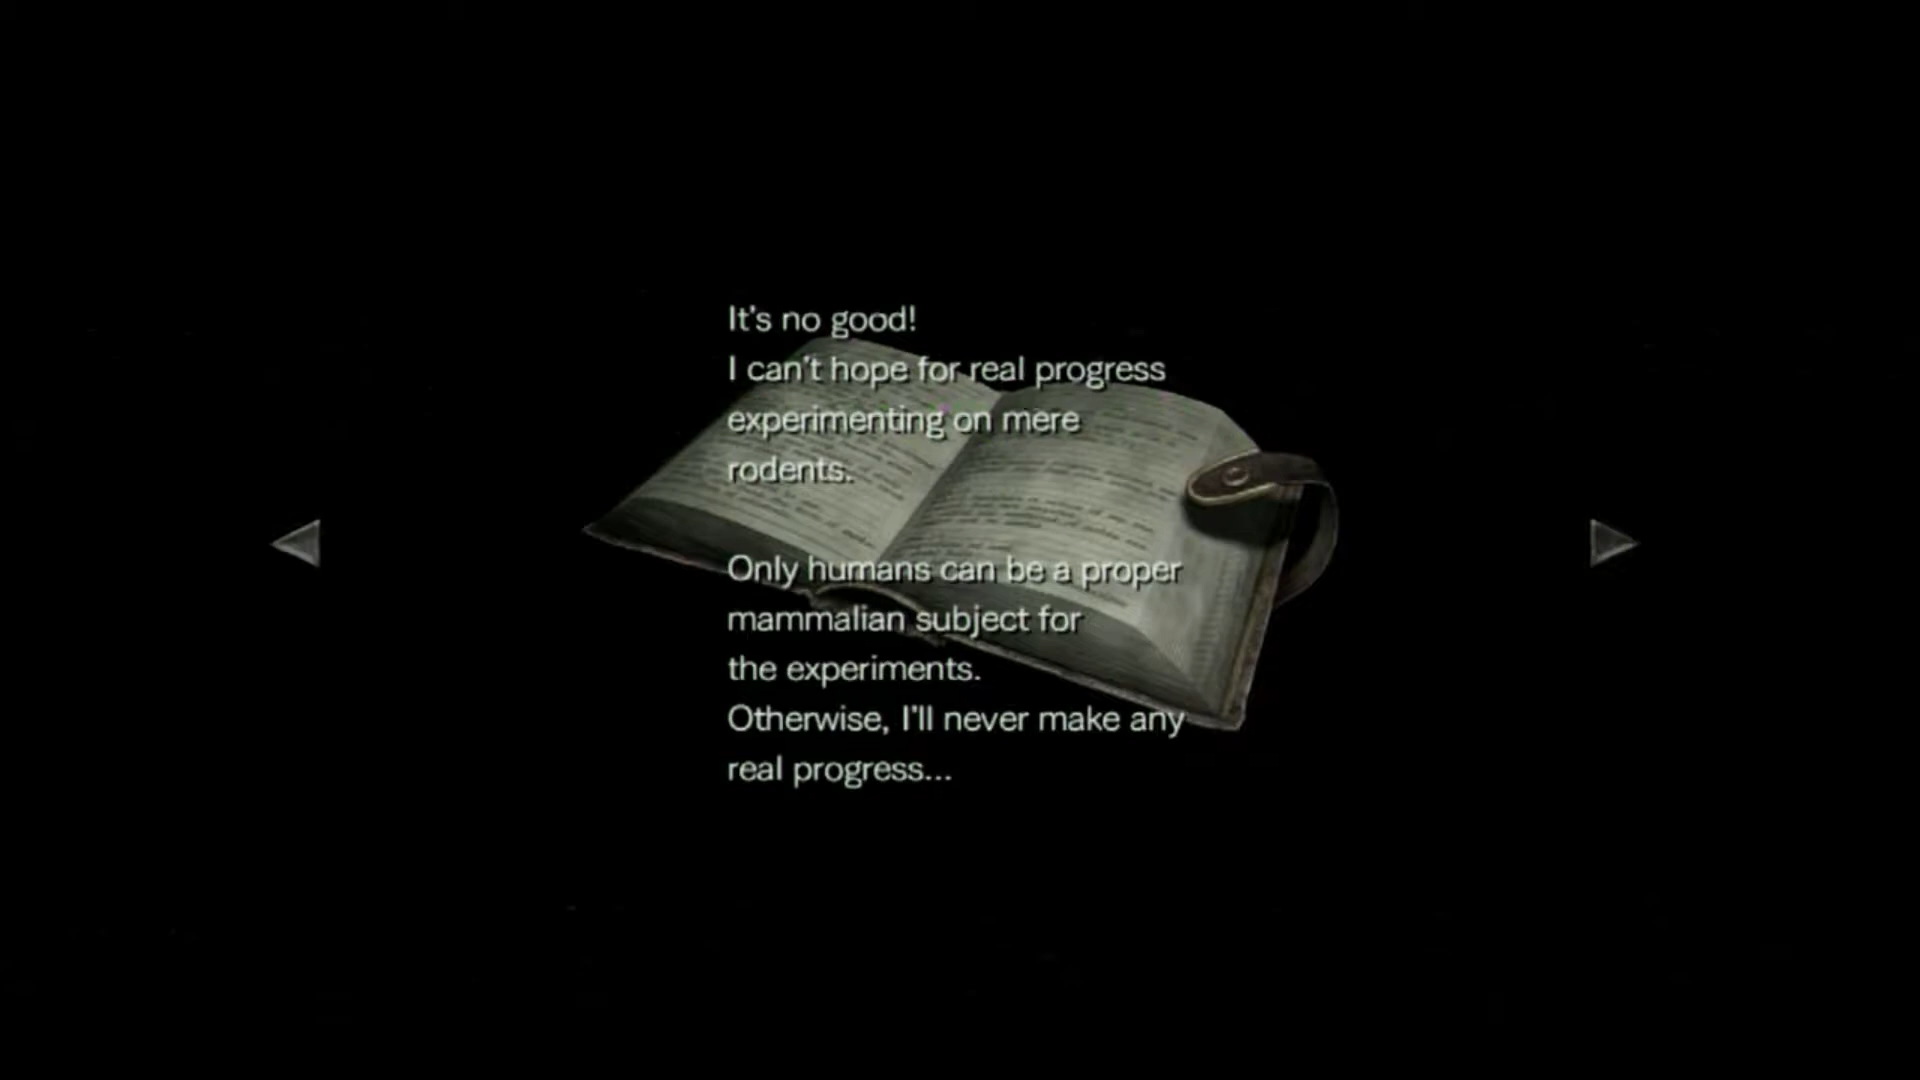 It's no good!
I can't hope for real progress
experimenting on mere
rodents.
Only humans can be a proper
mammalian subject for
the experiments.
Otherwise, I'll never make any
real progress...